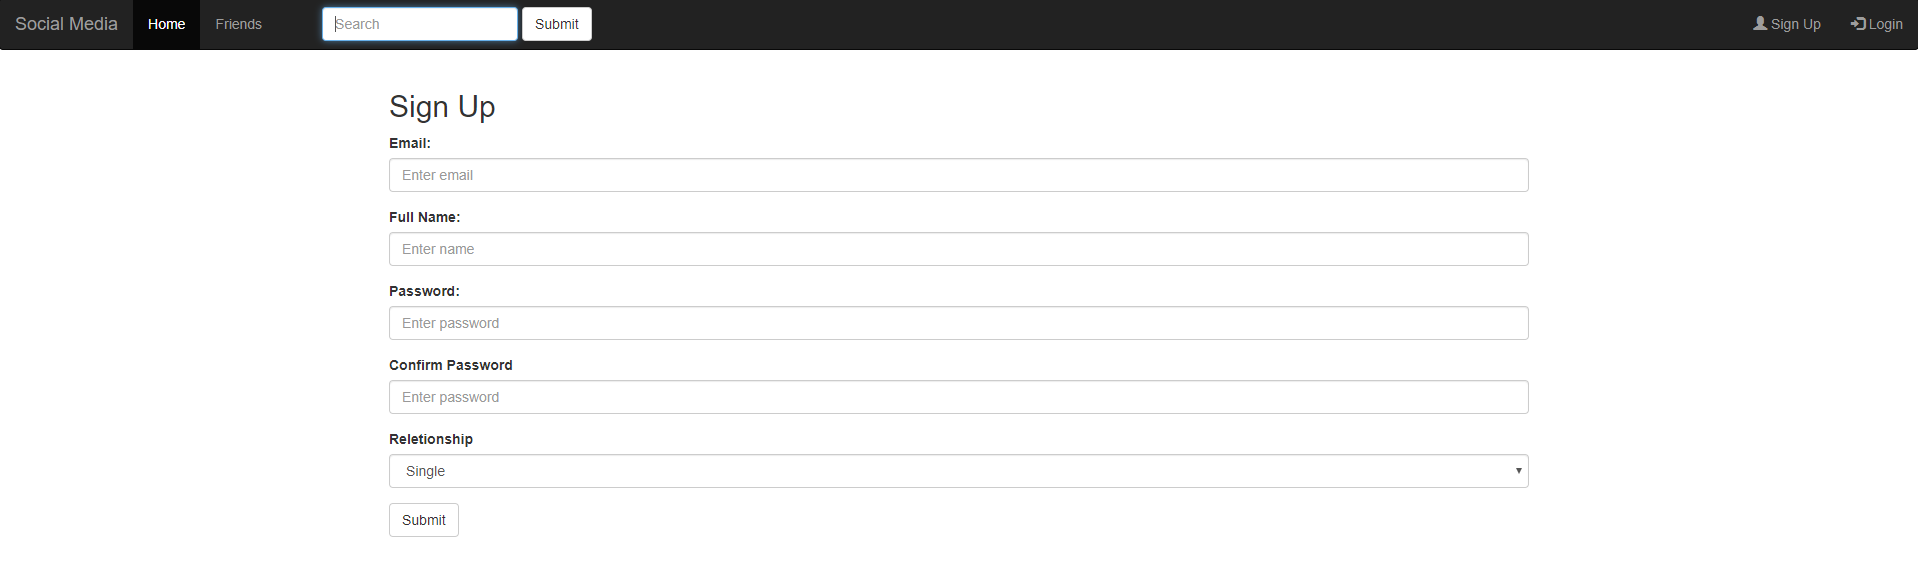 Social Media Home Friends Search Submit Sign Up Login
Sign Up
Email:
Enter email
Full Name:
Enter name
Password:
Enter password
Confirm Password
Enter password
Reletionship
Single
Submit